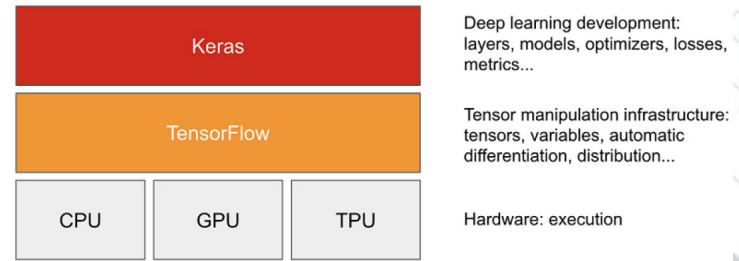 Keras
Deep learning development:
layers, models, optimizers, losses,
metrics...
TensorFlow
Tensor manipulation infrastructure:
tensors, variables, automatic
differentiation, distribution...
CPU
GPU
TPU
Hardware: execution